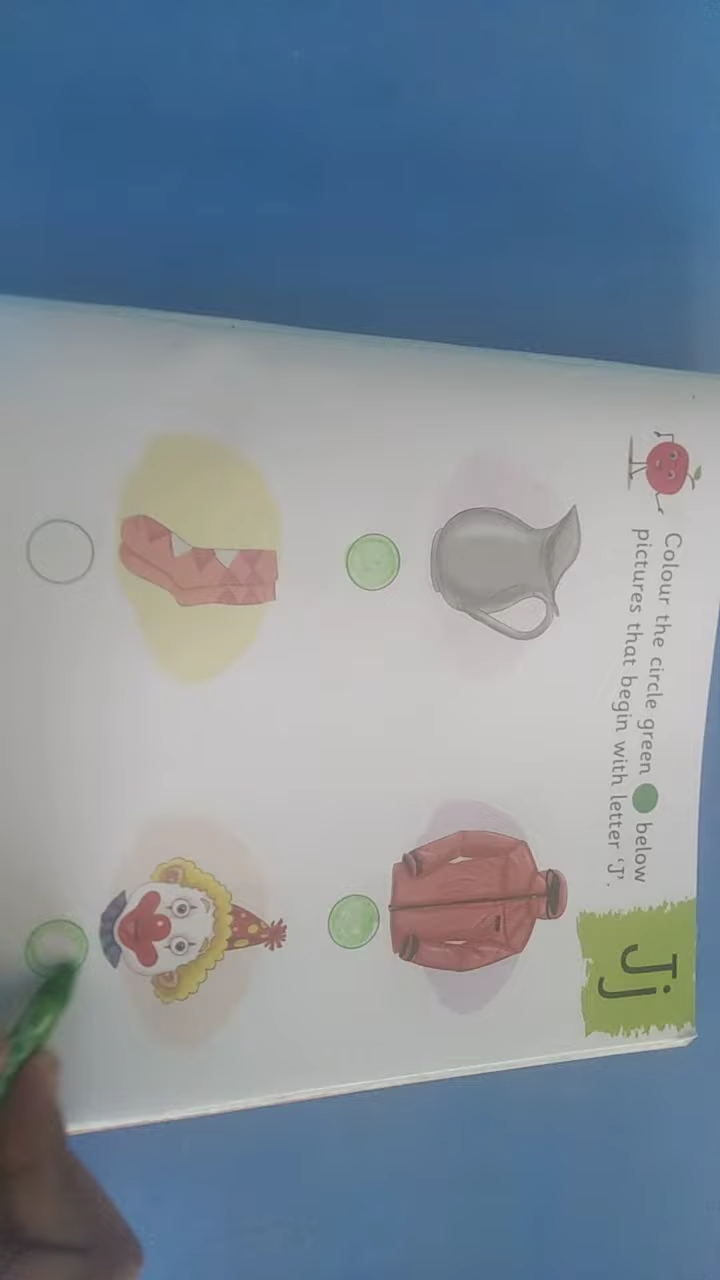 Jj
Colour the circle green below
pictures that begin with letter ‘J’.